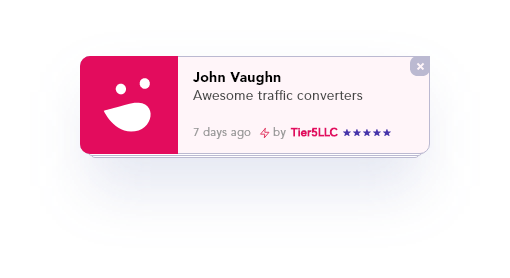 John Vaughn
Awesome traffic converters
7 days ago by Tier5LLC ★★★★★